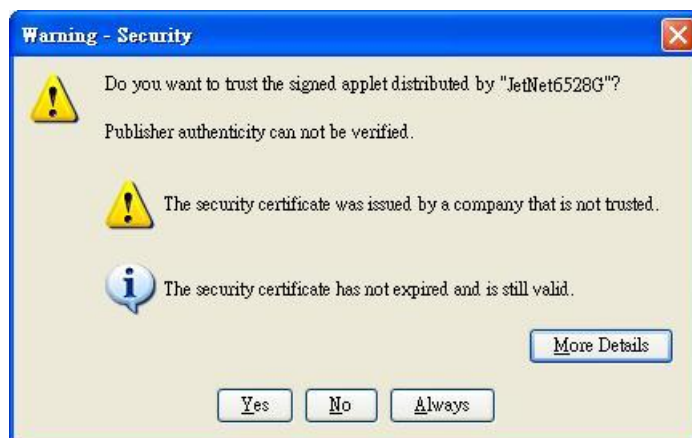 Warning - Security
Do you want to trust the signed applet distributed by "JetNet6528G"?
Publisher authenticity can not be verified.
The security certificate was issued by a company that is not trusted.
The security certificate has not expired and is still valid.
More Details
Yes No Always